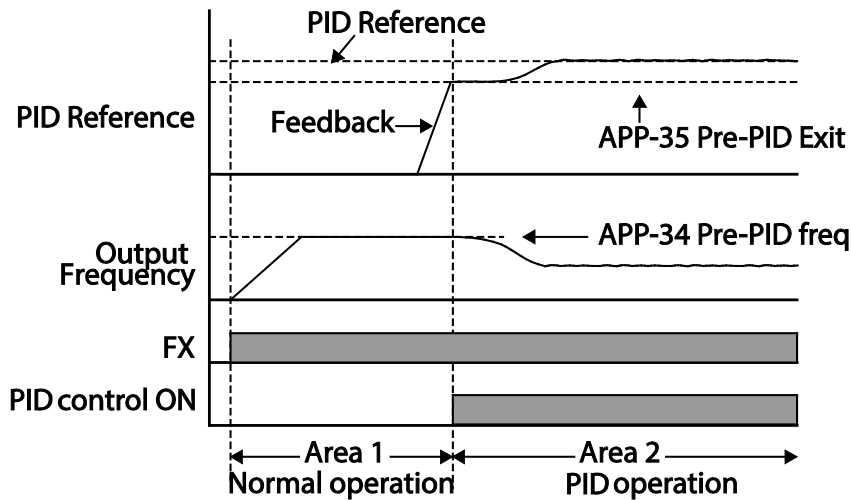 PID Reference
PID Reference
Feedback
APP-35 Pre-PID Exit
Output
Frequency
APP-34 Pre-PID freq
FX
PID control ON
Area 1
Area 2
Normal operation
PID operation